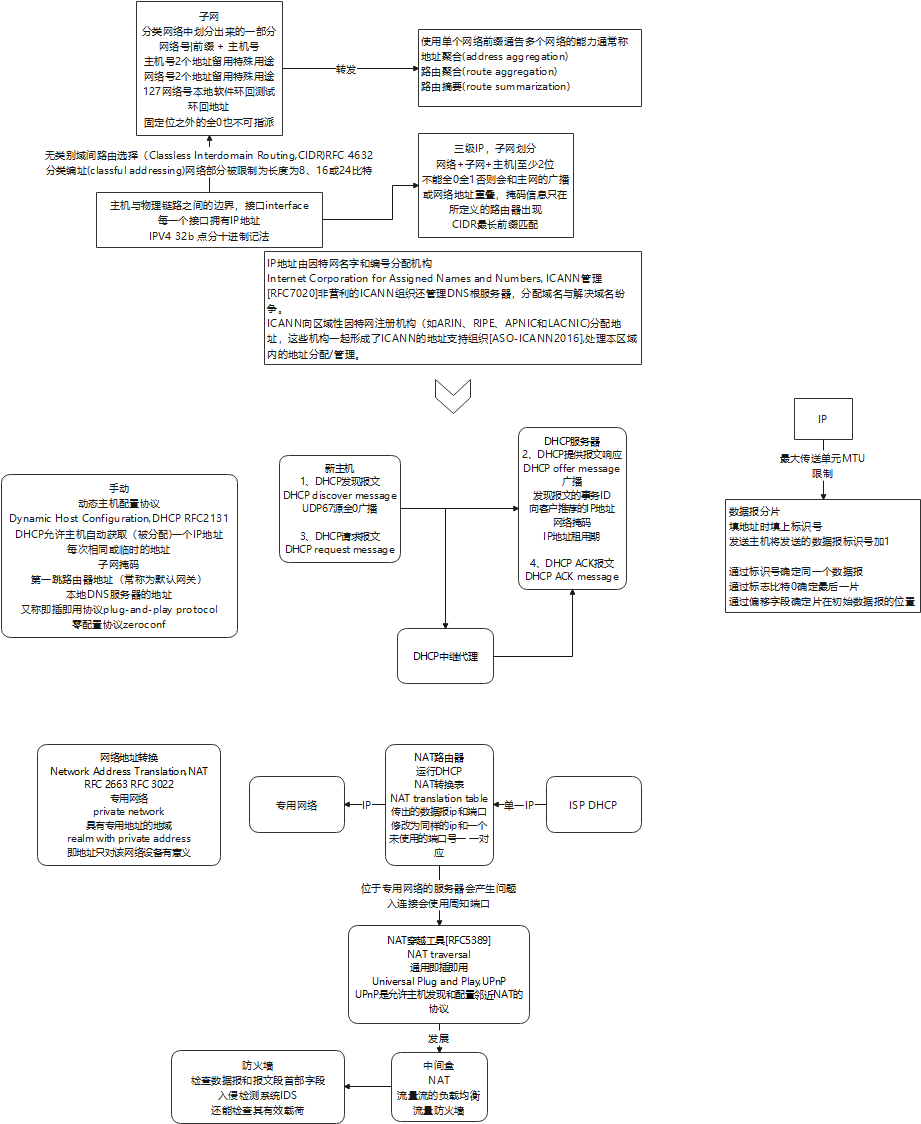 子网
分类网络中划分出来的一部分
网络号|前缀 + 主机号
主机号2个地址留用特殊用途
网络号2个地址留用特殊用途
127网络号本地软件环回测试
环回地址
固定位之外的全0也不可指派
转发
使用单个网络前缀通告多个网络的能力通常称
地址聚合(address aggregation)
路由聚合(route aggregation)
路由摘要(route summarization)
无类别域间路由选择（Classless Interdomain Routing,CIDR)RFC 4632
分类编址(classful addressing)网络部分被限制为长度为8、16或24比特
三级IP，子网划分
网络+子网+主机|至少2位
不能全0全1否则会和主网的广播
或网络地址重叠，掩码信息只在
所定义的路由器出现
CIDR最长前缀匹配
主机与物理链路之间的边界，接口interface
每一个接口拥有IP地址
IPV4 32b 点分十进制记法
IP地址由因特网名字和编号分配机构
Internet Corporation for Assigned Names and Numbers, ICANN管理
[RFC7020]非营利的ICANN组织还管理DNS根服务器，分配域名与解决域名纷
争。
ICANN向区域性因特网注册机构（如ARIN、RIPE、APNIC和LACNIC)分配地
址，这些机构一起形成了ICANN的地址支持组织[ASO-ICANN2016],处理本区域
内的地址分配/管理。
手动
动态主机配置协议
Dynamic Host Configuration,DHCP RFC2131
DHCP允许主机自动获取（被分配)一个IP地址
每次相同或临时的地址
子网掩码
第一跳路由器地址（常称为默认网关）
本地DNS服务器的地址
又称即插即用协议plug-and-play protocol
零配置协议zeroconf
新主机
1、DHCP发现报文
DHCP discover message
UDP67源全0广播
3、DHCP请求报文
DHCP request message
DHCP服务器
2、DHCP提供报文响应
DHCP offer message
广播
发现报文的事务ID
向客户推荐的IP地址
网络掩码
IP地址租用期
4、DHCP ACK报文
DHCP ACK message
DHCP中继代理
IP
最大传送单元MTU
限制
数据报分片
填地址时填上标识号
发送主机将发送的数据报标识号加1
通过标识号确定同一个数据报
通过标志比特0确定最后一片
通过偏移字段确定片在初始数据报的位置
网络地址转换
Network Address Translation,NAT
RFC 2663 RFC 3022
专用网络
private network
具有专用地址的地域
realm with private address
即地址只对该网络设备有意义
专用网络
IP
NAT路由器
运行DHCP
NAT转换表
NAT translation table
传出的数据报ip和端口
修改为同样的ip和一个
未使用的端口号一 一对
应
单一IP
ISP DHCP
位于专用网络的服务器会产生问题
入连接会使用周知端口
NAT穿越工具[RFC5389]
NAT traversal
通用即插即用
Universal Plug and Play,UPnP
UPnP是允许主机发现和配置邻近NAT的
协议
发展
防火墙
检查数据报和报文段首部字段
入侵检测系统IDS
还能检查其有效载荷
中间盒
NAT
流量流的负载均衡
流量防火墙